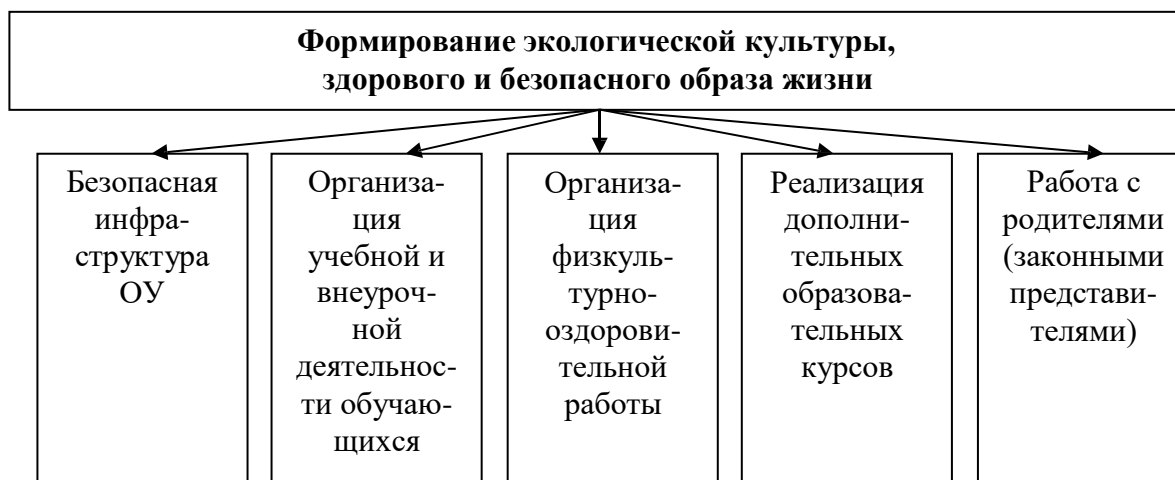 Формирование экологической культуры,
здорового и безопасного образа жизни
Безопасная
инфра-
структура
ОУ
Организа-
ция
учебной и
внеуроч-
ной
деятельнос-
ти обучаю-
щихся
Организа-
ция
физкуль-
турно-
оздорови-
тельной
работы
Реализация
дополни-
тельных
образова-
тельных
курсов
Работа с
родителями
(законными
представи-
телями)